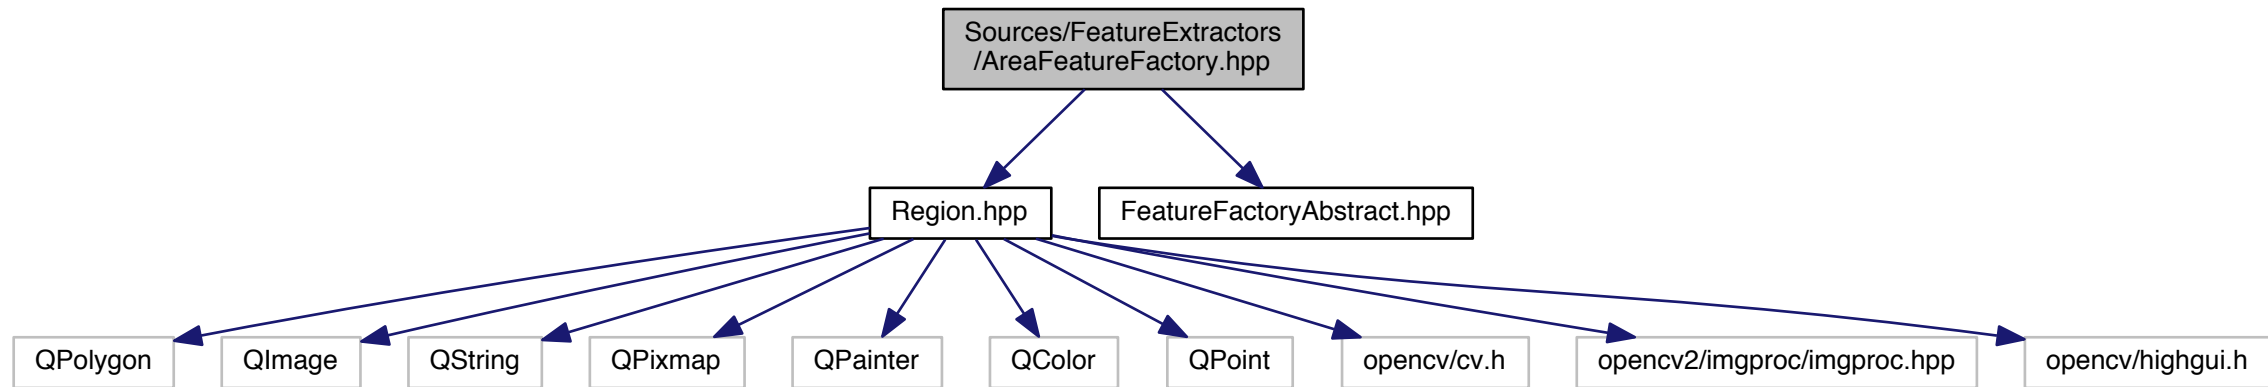 Sources/FeatureExtractors
/AreaFeatureFactory.hpp
Region.hpp
FeatureFactoryAbstract.hpp
QPolygon
QImage
QString
QPixmap
QPainter
QColor
QPoint
opencv/cv.h
opencv2/imgproc/imgproc.hpp
opencv/highgui.h